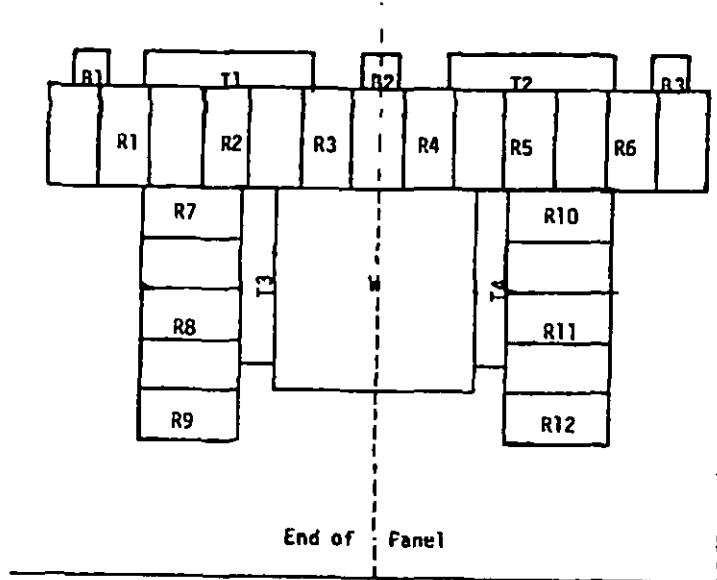 B1 T1 B2 T2 B3
R1 R2 R3 R4 R5 R6
R7 R10
T3 W T4
R8 R11
R9 R12
End of Panel